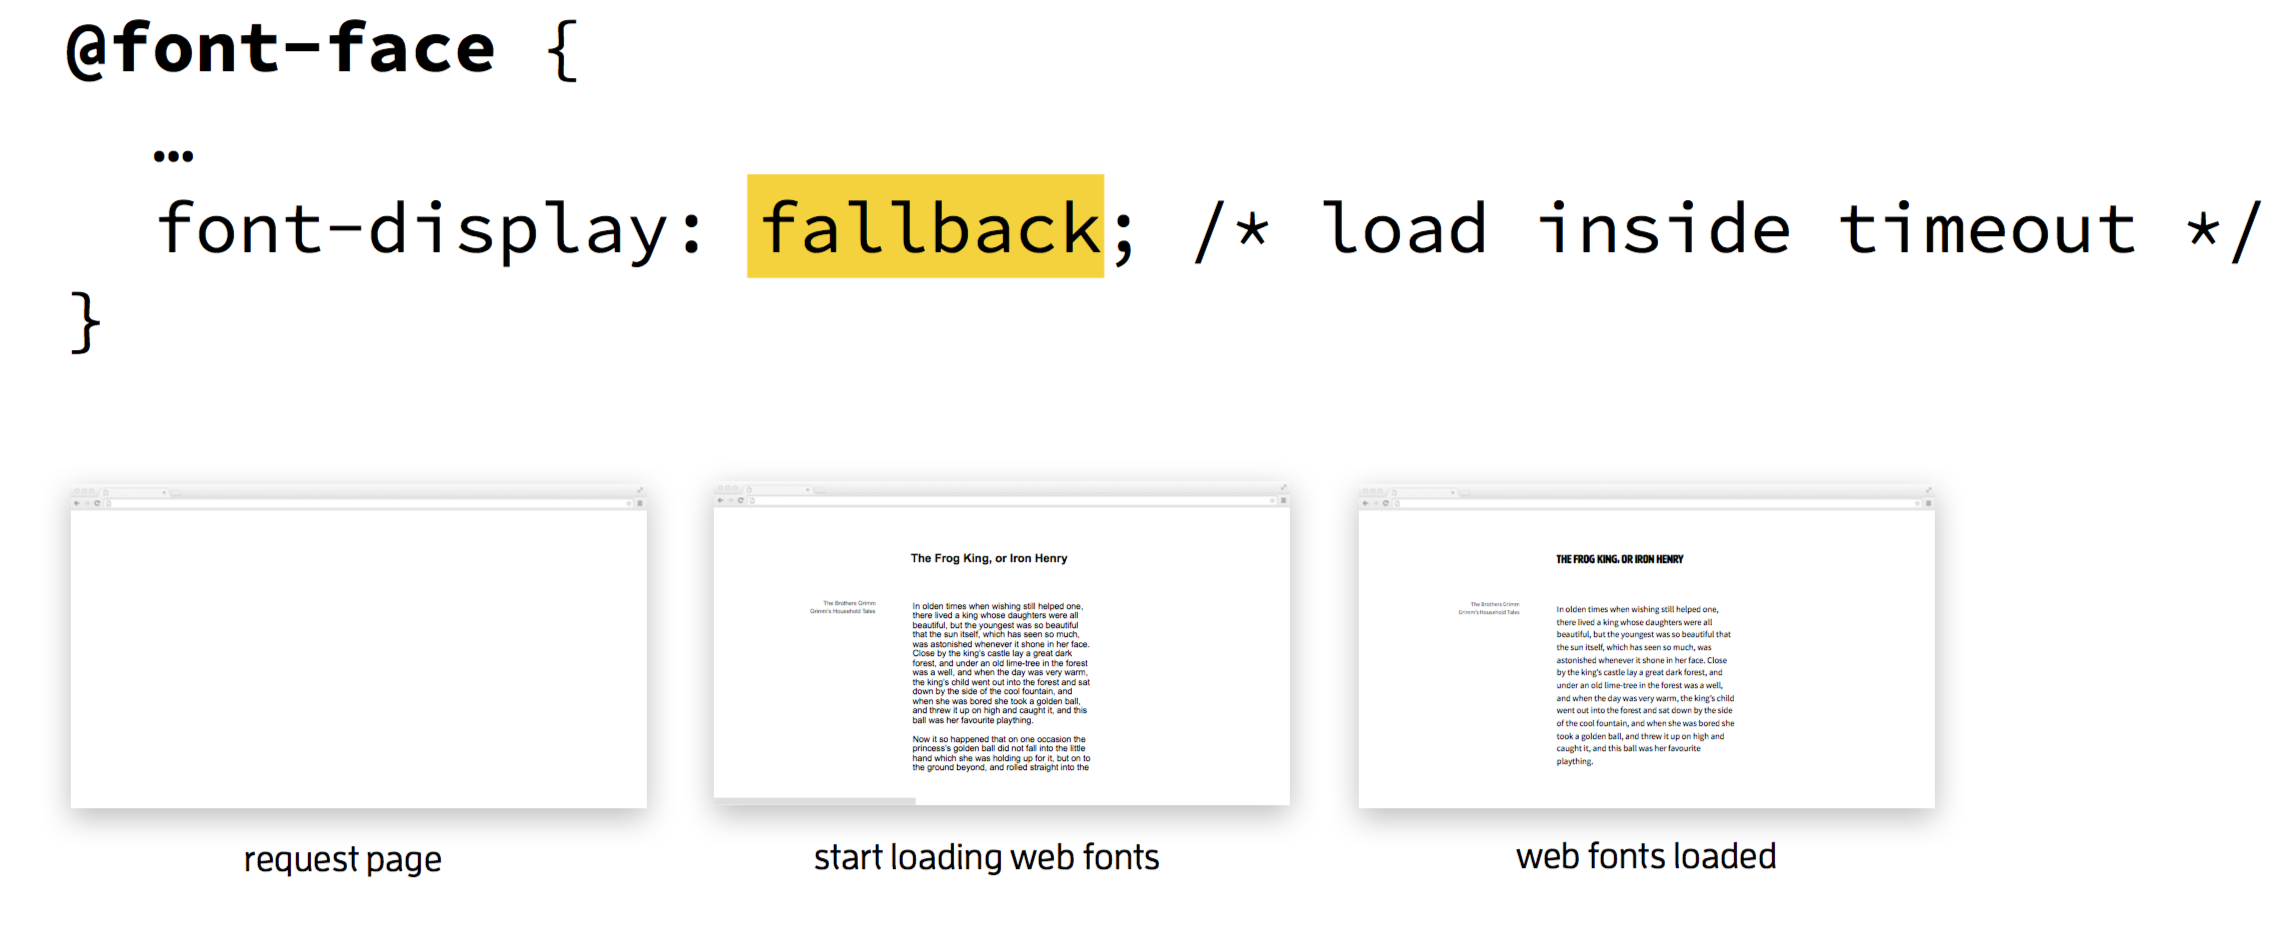 @font-face {
…
font-display: fallback; /* load inside timeout */
}
The Frog King, or Iron Henry
The Brothers Grimm
Grimm's Household Tales
In olden times when wishing still helped one,
there lived a king whose daughters were all
beautiful, but the youngest was so beautiful
that the sun itself, which has seen so much,
was astonished whenever it shone in her face.
Close by the king's castle lay a great dark
forest, and under an old lime-tree in the forest
was a well, and when the day was very warm,
the king's child went out into the forest and sat
down by the side of the cool fountain, and
when she was bored she took a golden ball,
and threw it up on high and caught it, and this
ball was her favourite plaything.
Now it so happened that on one occasion the
princess's golden ball did not fall into the little
hand which she was holding up for it, but on to
the ground beyond, and rolled straight into the
THE FROG KING, OR IRON HENRY
The Brothers Grimm
Grimm's Household Tales
In olden times when wishing still helped one,
there lived a king whose daughters were all
beautiful, but the youngest was so beautiful that
the sun itself, which has seen so much, was
astonished whenever it shone in her face. Close
by the king's castle lay a great dark forest, and
under an old lime-tree in the forest was a well,
and when the day was very warm, the king's child
went out into the forest and sat down by the side
of the cool fountain, and when she was bored she
took a golden ball, and threw it up on high and
caught it, and this ball was her favourite
plaything.
request page
start loading web fonts
web fonts loaded